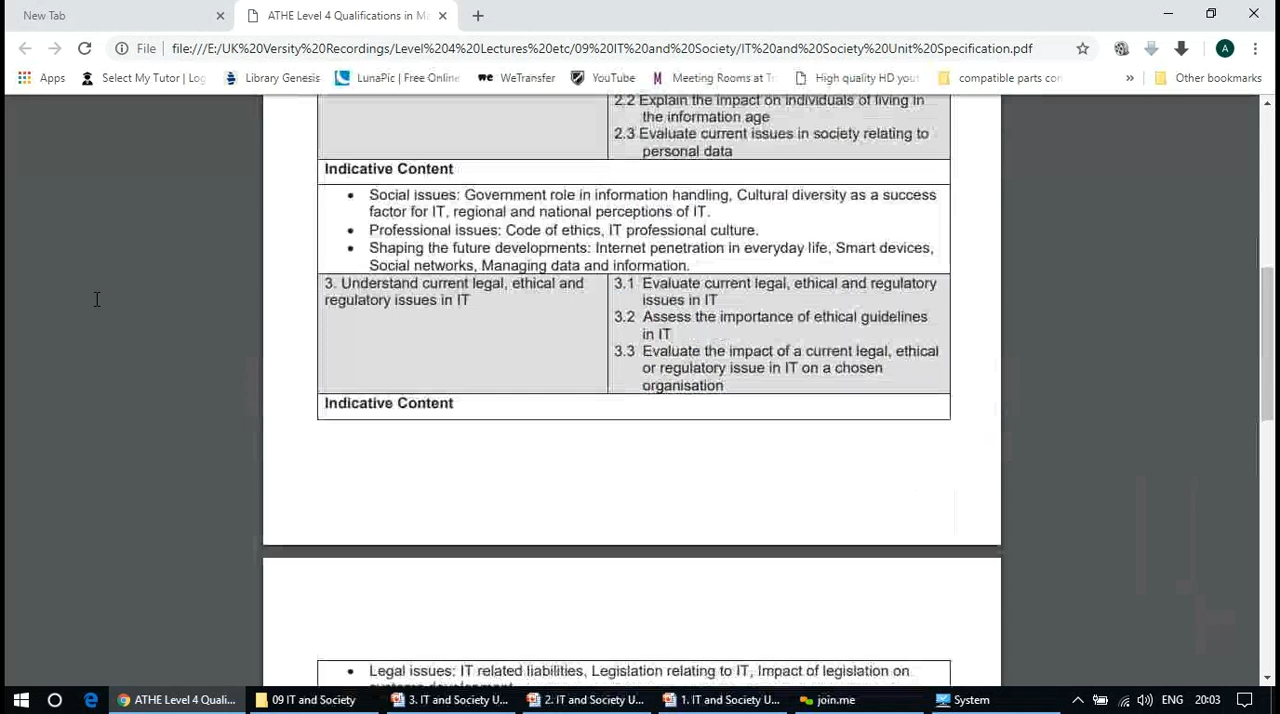 New Tab
ATHE Level 4 Qualifications in Ma
File
file:///E:/UK%20Versity%20Recordings/Level%204%20Lectures%20etc/09%20IT%20and%20Society/IT%20and%20Society%20Unit%20Specification.pdf
A
Apps
Select My Tutor | Log
Library Genesis
LunaPic | Free Online
we WeTransfer
YouTube
M Meeting Rooms at Tr
High quality HD yout
compatible parts.com
»
Other bookmarks
2.2 Explain the impact on individuals of living in
the information age
2.3 Evaluate current issues in society relating to
personal data
Indicative Content
• Social issues: Government role in information handling, Cultural diversity as a success
factor for IT, regional and national perceptions of IT.
• Professional issues: Code of ethics, IT professional culture.
• Shaping the future developments: Internet penetration in everyday life, Smart devices,
Social networks, Managing data and information.
3. Understand current legal, ethical and
regulatory issues in IT
3.1 Evaluate current legal, ethical and regulatory
issues in IT
3.2 Assess the importance of ethical guidelines
in IT
3.3 Evaluate the impact of a current legal, ethical
or regulatory issue in IT on a chosen
organisation
Indicative Content
• Legal issues: IT related liabilities, Legislation relating to IT, Impact of legislation on
systems development
ATHE Level 4 Quali...
09 IT and Society
3. IT and Society U...
2. IT and Society U...
1. IT and Society U...
join.me
System
ENG
20:03